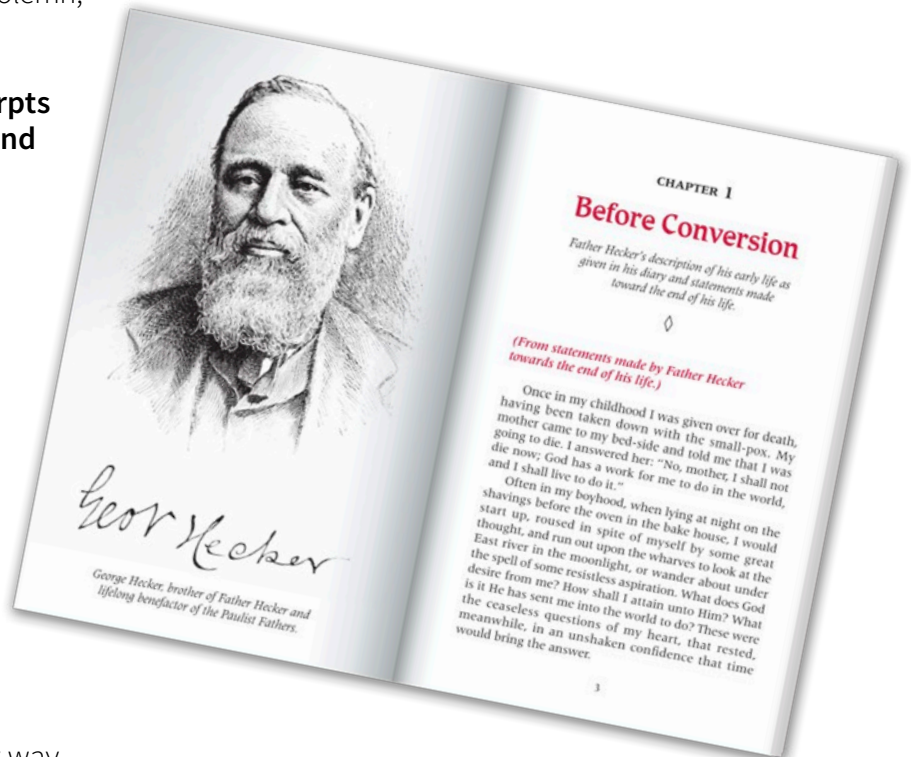 olemn,
rpts
nd
Geo V Hecker
George Hecker, brother of Father Hecker and
lifelong benefactor of the Paulist Fathers.
CHAPTER I
Before Conversion
Father Hecker's description of his early life as
given in his diary and statements made
toward the end of his life.
(From statements made by Father Hecker
towards the end of his life.)
Once in my childhood I was given over for death,
having been taken down with the small-pox. My
mother came to my bed-side and told me that I was
going to die. I answered her: “No, mother, I shall not
die now; God has a work for me to do in the world,
and I shall live to do it.”
Often in my boyhood, when lying at night on the
shavings before the oven in the bake house, I would
start up, roused in spite of myself by some great
thought, and run out upon the wharves to look at the
East river in the moonlight, or wander about under
the spell of some resistless aspiration. What does God
desire from me? How shall I attain unto Him? What
is it He has sent me into the world to do? These were
the ceaseless questions of my heart, that rested,
meanwhile, in an unshaken confidence that time
would bring the answer.
3
way